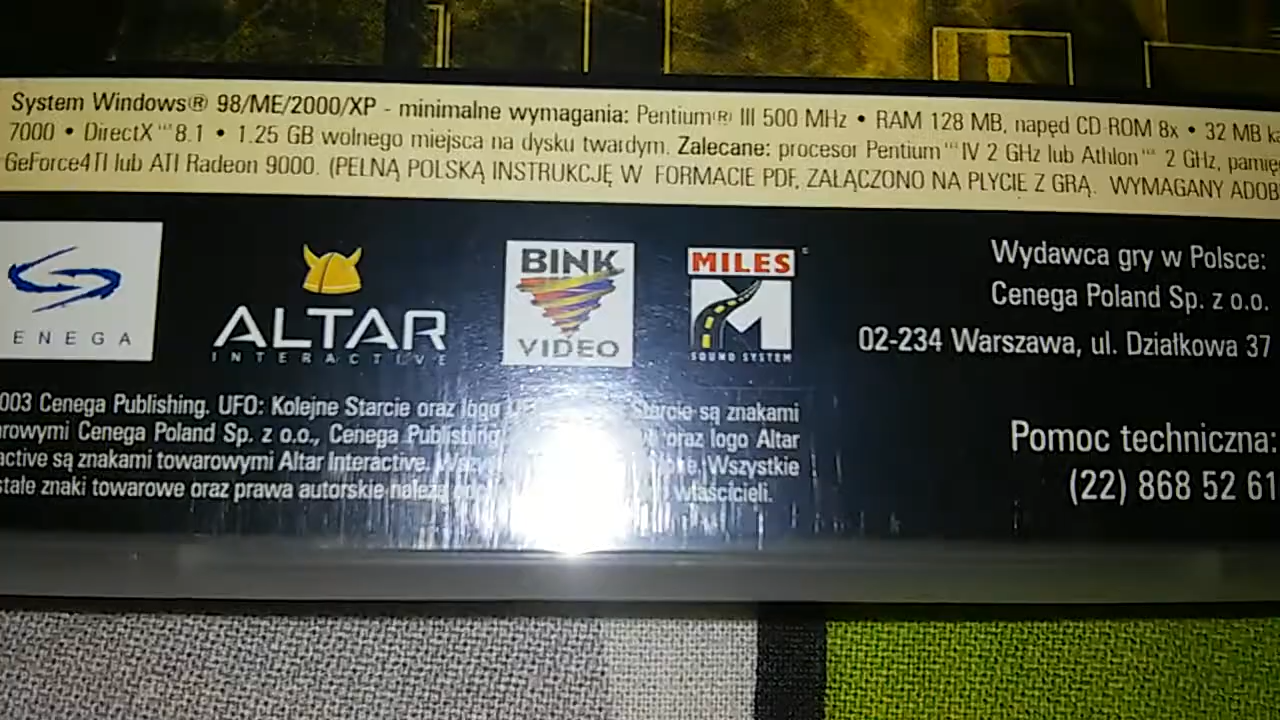 System Windows® 98/ME/2000/XP - minimalne wymagania: Pentium(R) III 500 MHz • RAM 128 MB, napęd CD-ROM 8x • 32 MB
7000 • DirectX™ 8.1 • 1.25 GB wolnego miejsca na dysku twardym. Zalecane: procesor Pentium™ IV 2 GHz lub Athlon™ 2 GHz,
GeForce4TI lub ATI Radeon 9000. (PEŁNĄ POLSKĄ INSTRUKCJĘ W FORMACIE PDF, ZAŁĄCZONO NA PŁYCIE Z GRĄ. WYMAGANY ADOB
ENEGA
ALTAR
INTERACTIVE
BINK
VIDEO
MILES
SOUND SYSTEM
Wydawca gry w Polsce:
Cenega Poland Sp. z o.o.
02-234 Warszawa, ul. Działkowa 37
003 Cenega Publishing. UFO: Kolejne Starcie oraz logo Starcie są znakami
rowymi Cenega Poland Sp. z o.o., Cenega Publishing oraz logo Altar
active są znakami towarowymi Altar Interactive. Wszystkie
stałe znaki towarowe oraz prawa autorskie należą właścicieli.
Pomoc techniczna:
(22) 868 52 61